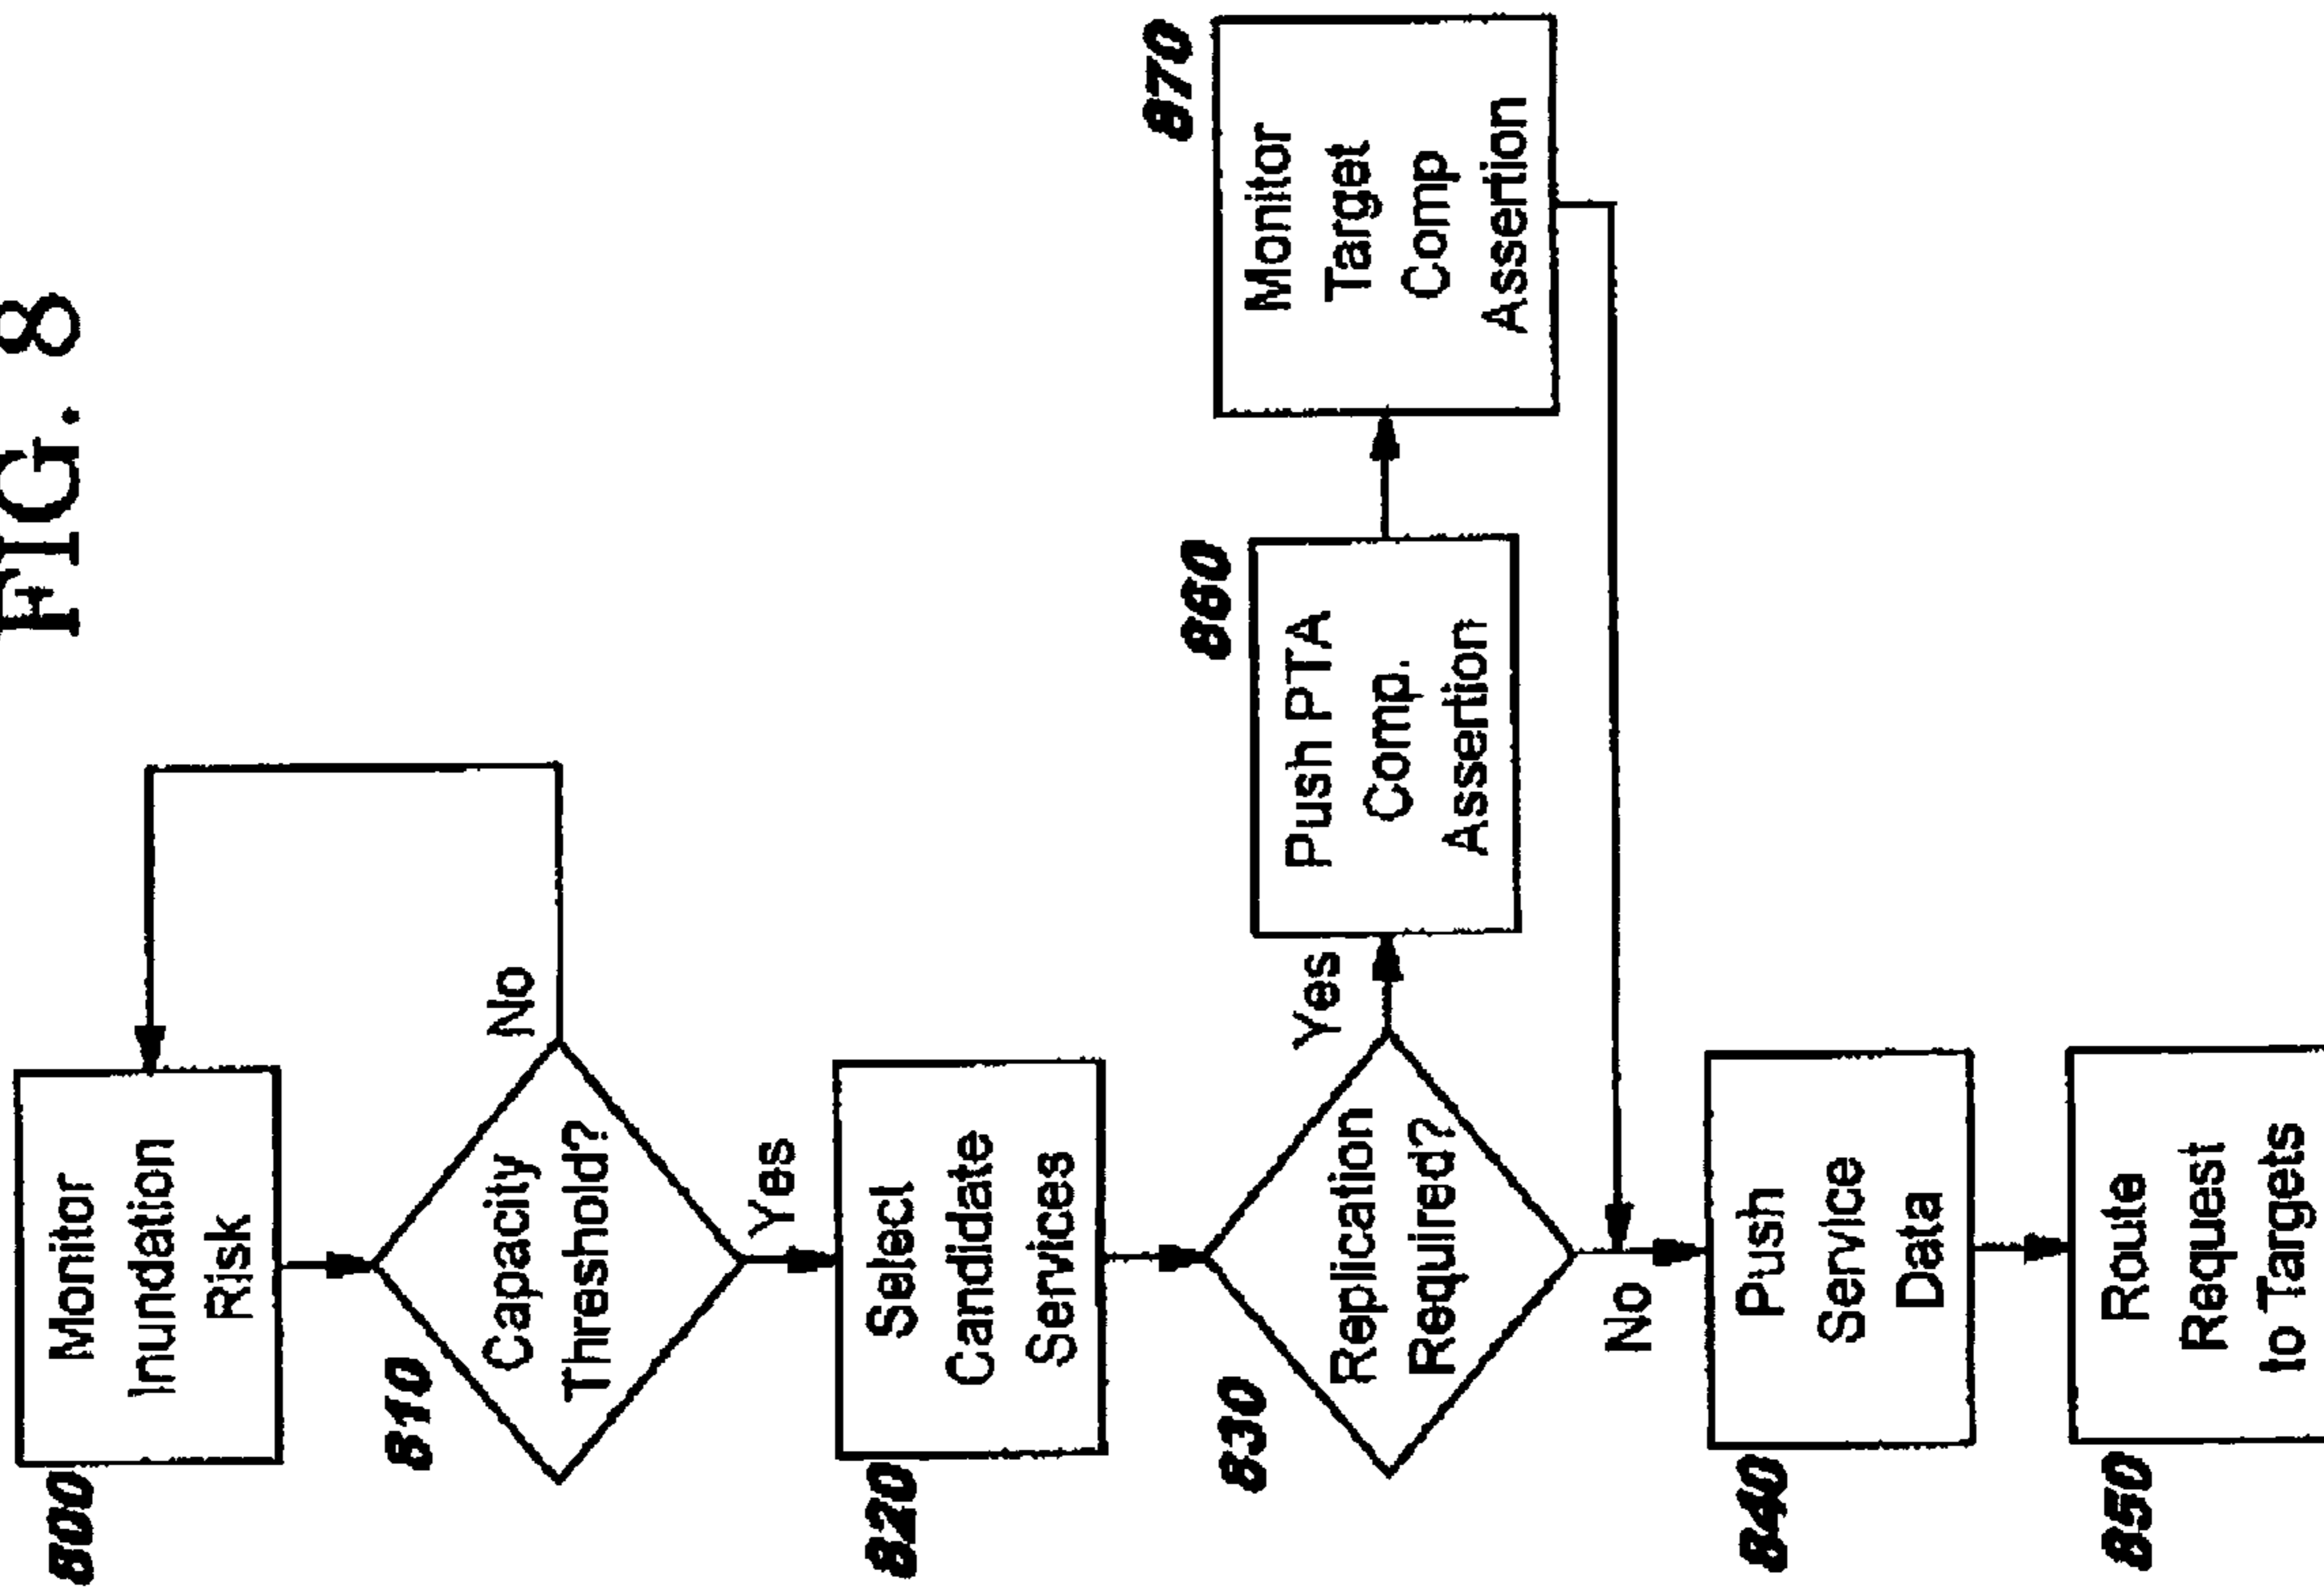 FIG. 8
800
Monitor
Inundation
Risk
810
Capacity
Threshold?
No
Yes
820
Select
Candidate
Services
830
Replication
Required?
Yes
860
Push PTA
Comp.
Assertion
870
Monitor
Target
Comp
Assertion
No
840
Push
Service
Data
850
Route
Request
to Targets